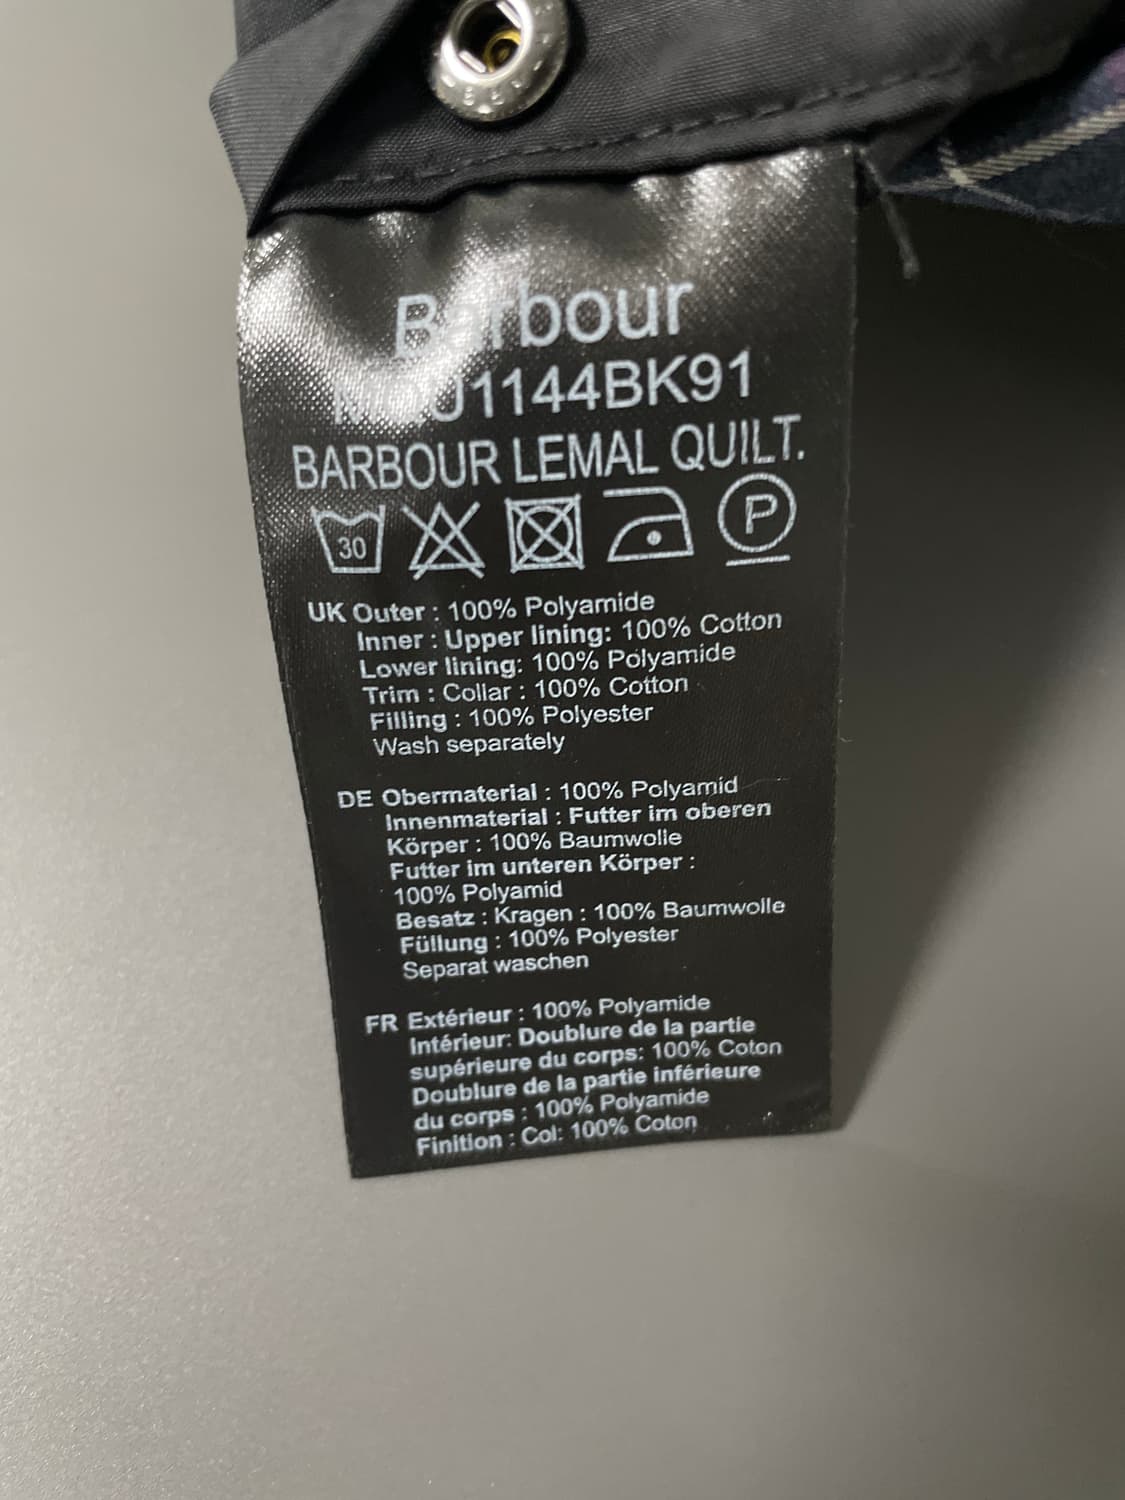 Barbour
MQU1144BK91
BARBOUR LEMAL QUILT.
30 P
UK Outer : 100% Polyamide
Inner : Upper lining: 100% Cotton
Lower lining: 100% Polyamide
Trim : Collar : 100% Cotton
Filling : 100% Polyester
Wash separately
DE Obermaterial : 100% Polyamid
Innenmaterial : Futter im oberen
Körper : 100% Baumwolle
Futter im unteren Körper :
100% Polyamid
Besatz : Kragen : 100% Baumwolle
Füllung : 100% Polyester
Separat waschen
FR Extérieur : 100% Polyamide
Intérieur: Doublure de la partie
supérieure du corps: 100% Coton
Doublure de la partie inférieure
du corps : 100% Polyamide
Finition : Col: 100% Coton